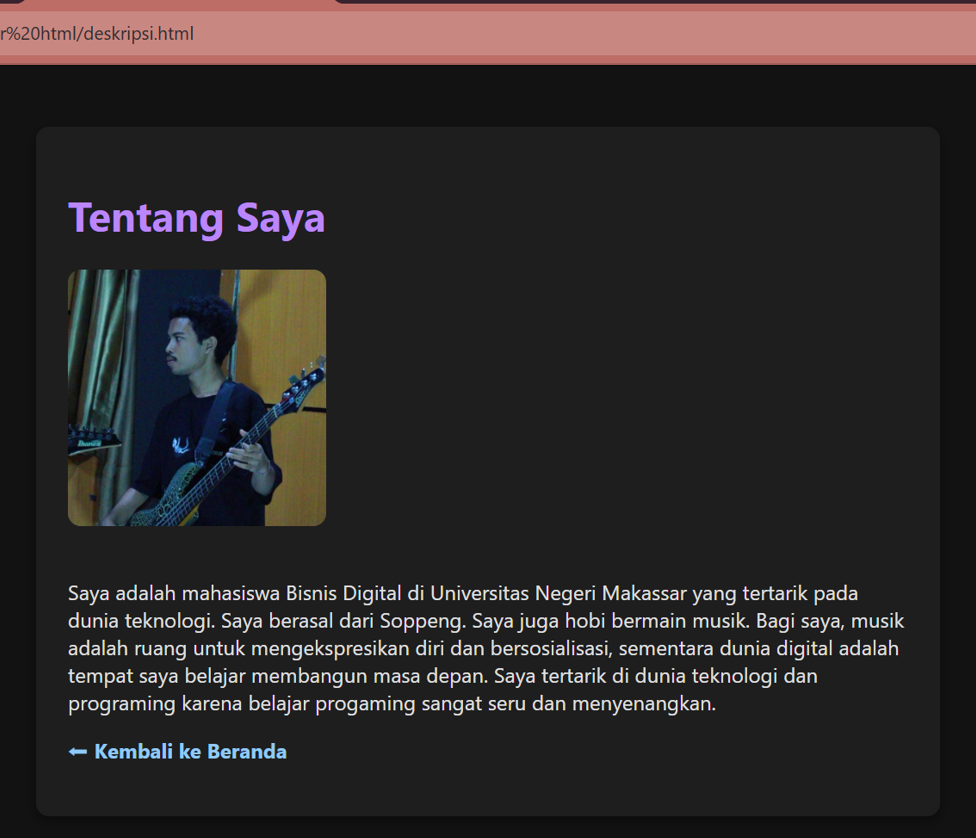 r%20html/deskripsi.html
Tentang Saya
Ibanez
Saya adalah mahasiswa Bisnis Digital di Universitas Negeri Makassar yang tertarik pada
dunia teknologi. Saya berasal dari Soppeng. Saya juga hobi bermain musik. Bagi saya, musik
adalah ruang untuk mengekspresikan diri dan bersosialisasi, sementara dunia digital adalah
tempat saya belajar membangun masa depan. Saya tertarik di dunia teknologi dan
programing karena belajar progaming sangat seru dan menyenangkan.
⬅ Kembali ke Beranda